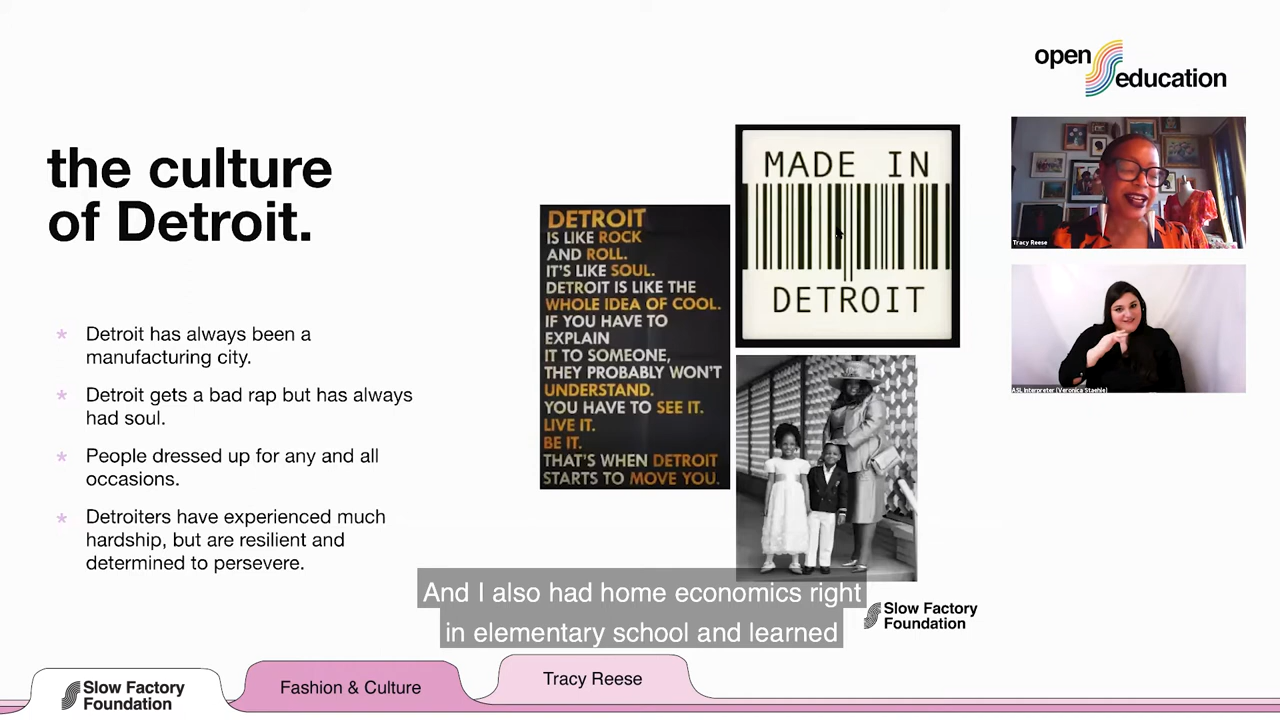 open
education
the culture
of Detroit.
Detroit has always been a
manufacturing city.
Detroit gets a bad rap but has always
had soul.
People dressed up for any and all
occasions.
Detroiters have experienced much
hardship, but are resilient and
determined to persevere.
DETROIT
IS LIKE ROCK
AND ROLL.
IT'S LIKE SOUL.
DETROIT IS LIKE THE
WHOLE IDEA OF COOL.
IF YOU HAVE TO
EXPLAIN
IT TO SOMEONE,
THEY PROBABLY WON'T
UNDERSTAND.
YOU HAVE TO SEE IT.
LIVE IT.
BE IT.
THAT'S WHEN DETROIT
STARTS TO MOVE YOU.
MADE IN
DETROIT
Tracy Reese
ASL Interpreter (Veronica Staehle)
And I also had home economics right
in elementary school and learned
Slow Factory
Foundation
Slow Factory
Foundation
Fashion & Culture
Tracy Reese